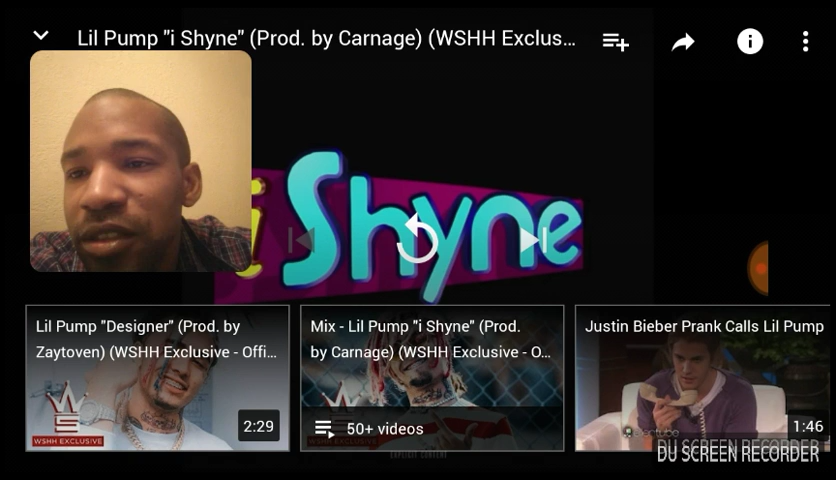 Lil Pump "i Shyne" (Prod. by Carnage) (WSHH Exclus...
i Shyne
Lil Pump "Designer" (Prod. by
Zaytoven) (WSHH Exclusive - Offi...
WSHH EXCLUSIVE
2:29
Mix - Lil Pump "i Shyne" (Prod.
by Carnage) (WSHH Exclusive - O...
50+ videos
Justin Bieber Prank Calls Lil Pump
1:46
EXPLICIT CONTENT
DU SCREEN RECORDER